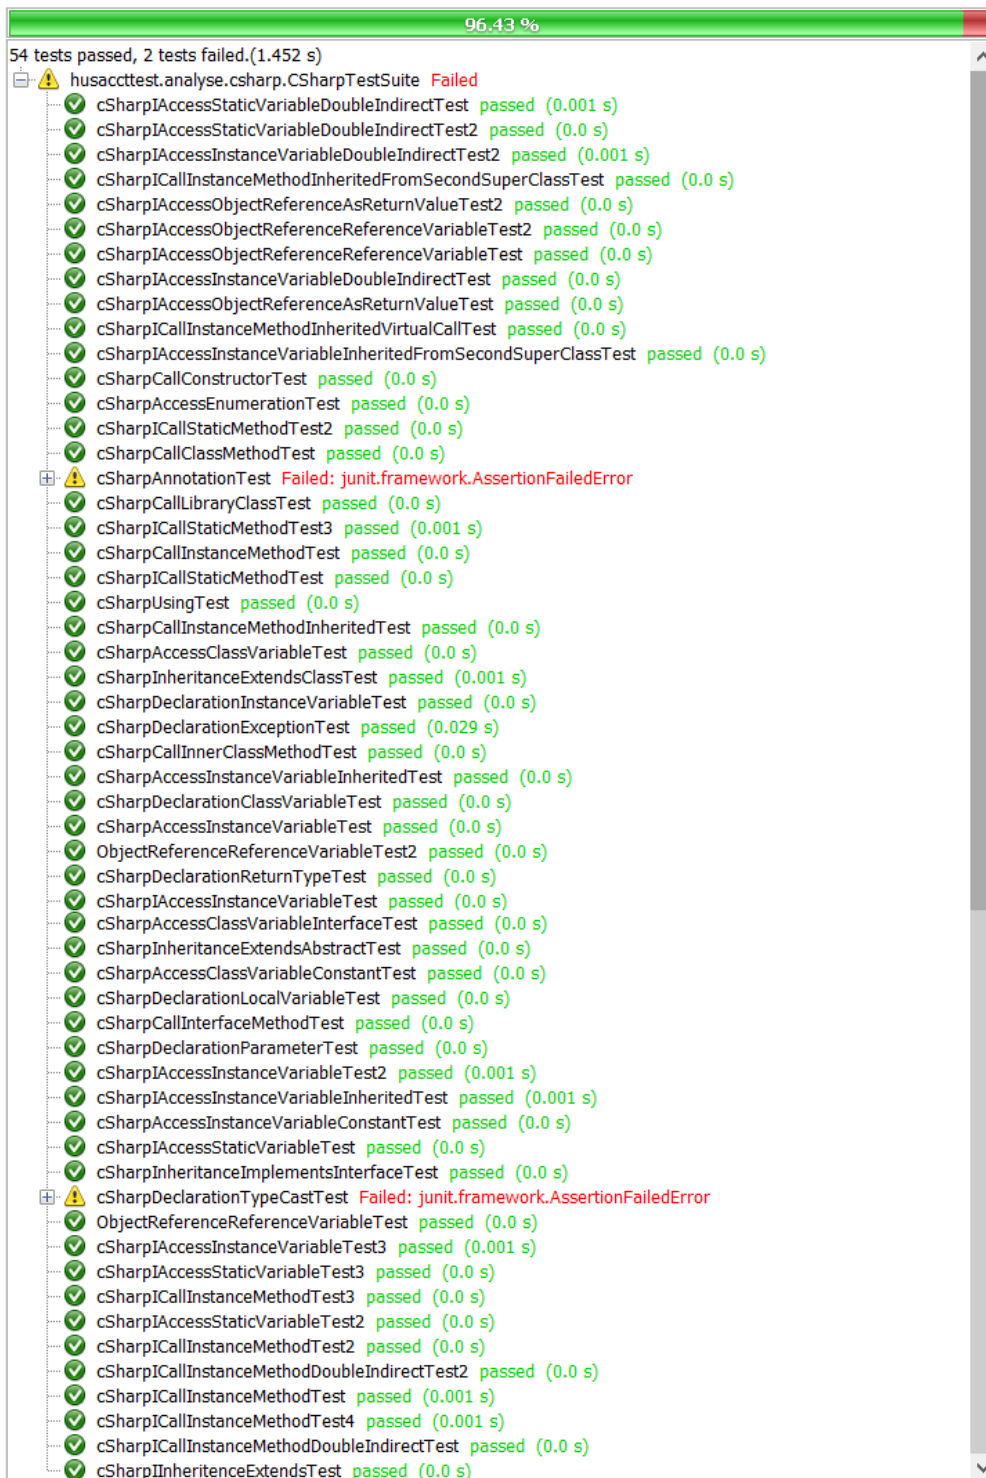 96.43 %
54 tests passed, 2 tests failed.(1.452 s)
husaccttest.analyse.csharp.CSharpTestSuite Failed
cSharpIAccessStaticVariableDoubleIndirectTest passed (0.001 s)
cSharpIAccessStaticVariableDoubleIndirectTest2 passed (0.0 s)
cSharpIAccessInstanceVariableDoubleIndirectTest2 passed (0.001 s)
cSharpICallInstanceMethodInheritedFromSecondSuperClassTest passed (0.0 s)
cSharpIAccessObjectReferenceAsReturnValueTest2 passed (0.0 s)
cSharpIAccessObjectReferenceReferenceVariableTest2 passed (0.0 s)
cSharpIAccessObjectReferenceReferenceVariableTest passed (0.0 s)
cSharpIAccessInstanceVariableDoubleIndirectTest passed (0.0 s)
cSharpIAccessObjectReferenceAsReturnValueTest passed (0.0 s)
cSharpICallInstanceMethodInheritedVirtualCallTest passed (0.0 s)
cSharpIAccessInstanceVariableInheritedFromSecondSuperClassTest passed (0.0 s)
cSharpCallConstructorTest passed (0.0 s)
cSharpAccessEnumerationTest passed (0.0 s)
cSharpICallStaticMethodTest2 passed (0.0 s)
cSharpCallClassMethodTest passed (0.0 s)
cSharpAnnotationTest Failed: junit.framework.AssertionFailedError
cSharpCallLibraryClassTest passed (0.0 s)
cSharpICallStaticMethodTest3 passed (0.001 s)
cSharpCallInstanceMethodTest passed (0.0 s)
cSharpICallStaticMethodTest passed (0.0 s)
cSharpUsingTest passed (0.0 s)
cSharpCallInstanceMethodInheritedTest passed (0.0 s)
cSharpAccessClassVariableTest passed (0.0 s)
cSharpInheritanceExtendsClassTest passed (0.001 s)
cSharpDeclarationInstanceVariableTest passed (0.0 s)
cSharpDeclarationExceptionTest passed (0.029 s)
cSharpCallInnerClassMethodTest passed (0.0 s)
cSharpAccessInstanceVariableInheritedTest passed (0.0 s)
cSharpDeclarationClassVariableTest passed (0.0 s)
cSharpAccessInstanceVariableTest passed (0.0 s)
ObjectReferenceReferenceVariableTest2 passed (0.0 s)
cSharpDeclarationReturnTypeTest passed (0.0 s)
cSharpIAccessInstanceVariableTest passed (0.0 s)
cSharpAccessClassVariableInterfaceTest passed (0.0 s)
cSharpInheritanceExtendsAbstractTest passed (0.0 s)
cSharpAccessClassVariableConstantTest passed (0.0 s)
cSharpDeclarationLocalVariableTest passed (0.0 s)
cSharpCallInterfaceMethodTest passed (0.0 s)
cSharpDeclarationParameterTest passed (0.0 s)
cSharpIAccessInstanceVariableTest2 passed (0.001 s)
cSharpIAccessInstanceVariableInheritedTest passed (0.001 s)
cSharpAccessInstanceVariableConstantTest passed (0.0 s)
cSharpIAccessStaticVariableTest passed (0.0 s)
cSharpInheritanceImplementsInterfaceTest passed (0.0 s)
cSharpDeclarationTypeCastTest Failed: junit.framework.AssertionFailedError
ObjectReferenceReferenceVariableTest passed (0.0 s)
cSharpIAccessInstanceVariableTest3 passed (0.001 s)
cSharpIAccessStaticVariableTest3 passed (0.0 s)
cSharpICallInstanceMethodTest3 passed (0.0 s)
cSharpIAccessStaticVariableTest2 passed (0.0 s)
cSharpICallInstanceMethodTest2 passed (0.0 s)
cSharpICallInstanceMethodDoubleIndirectTest2 passed (0.0 s)
cSharpICallInstanceMethodTest passed (0.001 s)
cSharpICallInstanceMethodTest4 passed (0.001 s)
cSharpICallInstanceMethodDoubleIndirectTest passed (0.0 s)
cSharpIInheritenceExtendsTest passed (0.0 s)